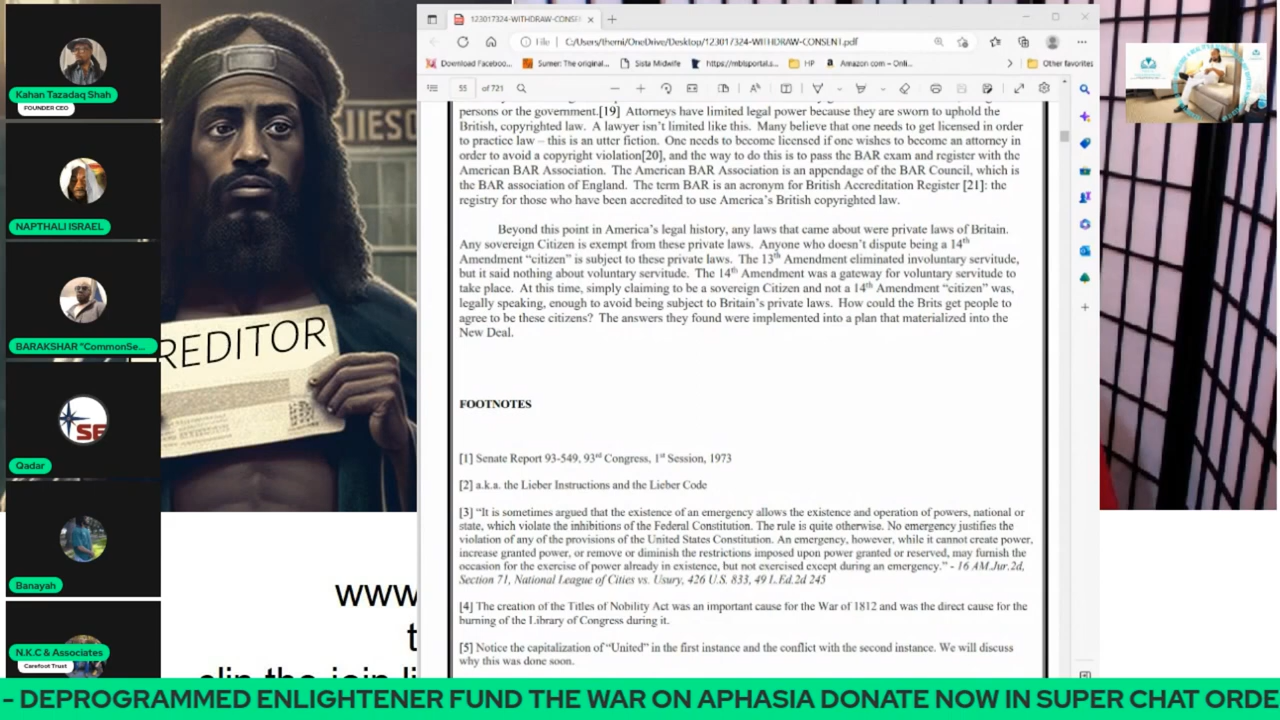 Kahan Tazadaq Shah
FOUNDER CEO
NAPTHALI ISRAEL
BARAKSHAR "CommonSe...
SE
Qadar
Banayah
N.K.C & Associates
Carefoot Trust
REDITOR
www
123017324-WITHDRAW-CONSE
File
C:/Users/themi/OneDrive/Desktop/123017324-WITHDRAW-CONSENT.pdf
Download Faceboo...
Sumer: The original...
Sista Midwife
https://mblsportal.s...
HP
Amazon.com – Onli...
Other favorites
55 of 721
persons or the government.[19] Attorneys have limited legal power because they are sworn to uphold the
British, copyrighted law. A lawyer isn't limited like this. Many believe that one needs to get licensed in order
to practice law – this is an utter fiction. One needs to become licensed if one wishes to become an attorney in
order to avoid a copyright violation[20], and the way to do this is to pass the BAR exam and register with the
American BAR Association. The American BAR Association is an appendage of the BAR Council, which is
the BAR association of England. The term BAR is an acronym for British Accreditation Register [21]: the
registry for those who have been accredited to use America's British copyrighted law.
Beyond this point in America's legal history, any laws that came about were private laws of Britain.
Any sovereign Citizen is exempt from these private laws. Anyone who doesn't dispute being a 14th
Amendment "citizen" is subject to these private laws. The 13th Amendment eliminated involuntary servitude,
but it said nothing about voluntary servitude. The 14th Amendment was a gateway for voluntary servitude to
take place. At this time, simply claiming to be a sovereign Citizen and not a 14th Amendment "citizen" was,
legally speaking, enough to avoid being subject to Britain's private laws. How could the Brits get people to
agree to be these citizens? The answers they found were implemented into a plan that materialized into the
New Deal.
FOOTNOTES
[1] Senate Report 93-549, 93rd Congress, 1st Session, 1973
[2] a.k.a. the Lieber Instructions and the Lieber Code
[3] "It is sometimes argued that the existence of an emergency allows the existence and operation of powers, national or
state, which violate the inhibitions of the Federal Constitution. The rule is quite otherwise. No emergency justifies the
violation of any of the provisions of the United States Constitution. An emergency, however, while it cannot create power,
increase granted power, or remove or diminish the restrictions imposed upon power granted or reserved, may furnish the
occasion for the exercise of power already in existence, but not exercised except during an emergency." - 16 AM.Jur.2d,
Section 71, National League of Cities vs. Usury, 426 U.S. 833, 49 L.Ed.2d 245
[4] The creation of the Titles of Nobility Act was an important cause for the War of 1812 and was the direct cause for the
burning of the Library of Congress during it.
[5] Notice the capitalization of "United" in the first instance and the conflict with the second instance. We will discuss
why this was done soon.
– DEPROGRAMMED ENLIGHTENER FUND THE WAR ON APHASIA DONATE NOW IN SUPER CHAT ORDE